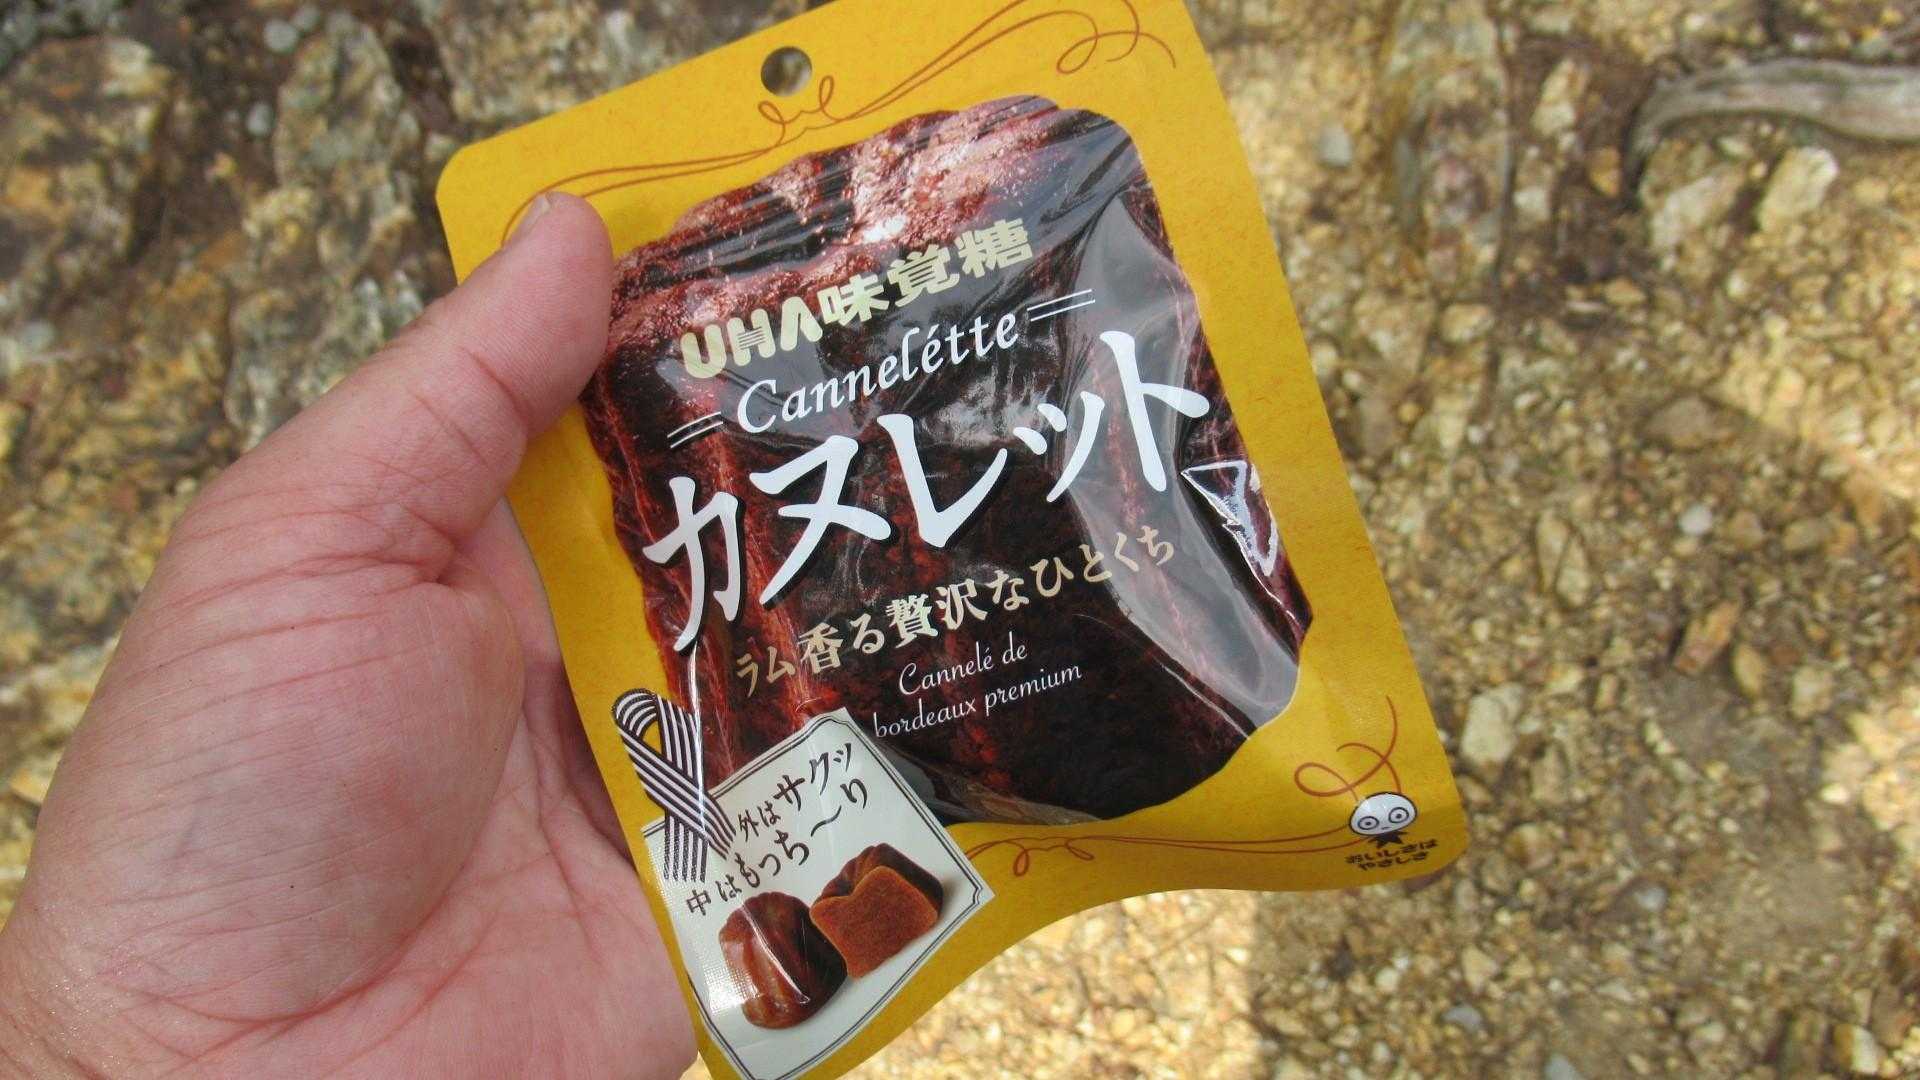 UHA味覚糖
Cannelétte
カヌレット
ラム香る贅沢なひとくち
Cannelé de
bordeaux premium
外はサクッ
中はもっち〜り
おいしさは
やさしさ